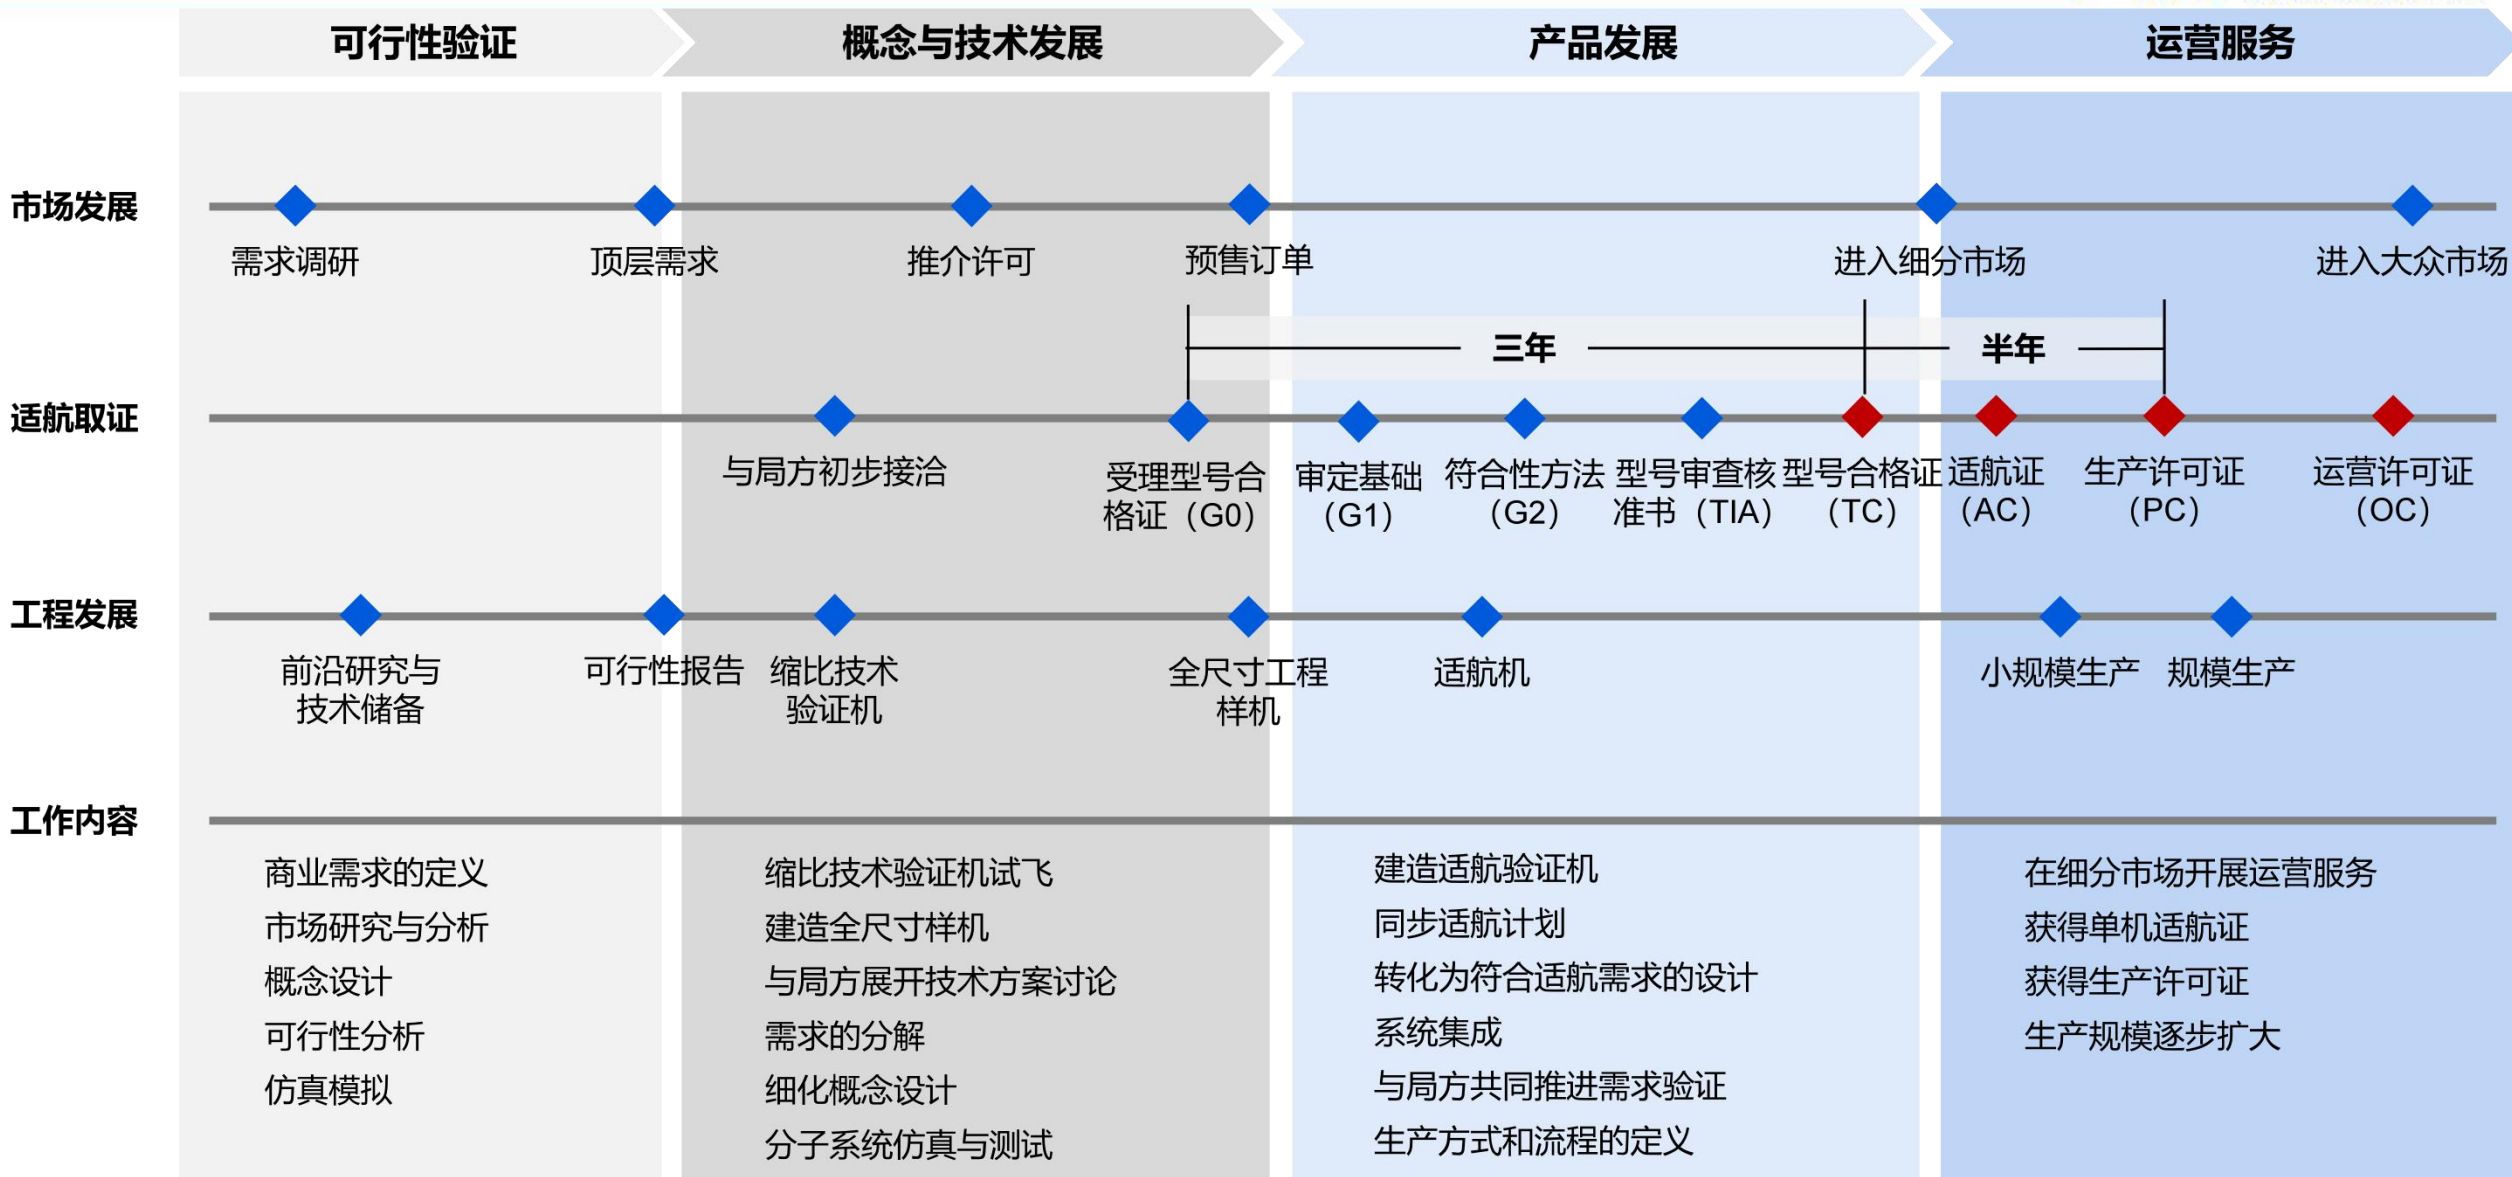 可行性验证
概念与技术发展
产品发展
运营服务
市场发展
需求调研
顶层需求
推介许可
预售订单
进入细分市场
进入大众市场
三年
半年
适航取证
与局方初步接洽
受理型号合
格证（G0）
审定基础
（G1）
符合性方法
（G2）
型号审查核
准书（TIA）
型号合格证
（TC）
适航证
（AC）
生产许可证
（PC）
运营许可证
（OC）
工程发展
前沿研究与
技术储备
可行性报告
缩比技术
验证机
全尺寸工程
样机
适航机
小规模生产
规模生产
工作内容
商业需求的定义
市场研究与分析
概念设计
可行性分析
仿真模拟
缩比技术验证机试飞
建造全尺寸样机
与局方展开技术方案讨论
需求的分解
细化概念设计
分子系统仿真与测试
建造适航验证机
同步适航计划
转化为符合适航需求的设计
系统集成
与局方共同推进需求验证
生产方式和流程的定义
在细分市场开展运营服务
获得单机适航证
获得生产许可证
生产规模逐步扩大